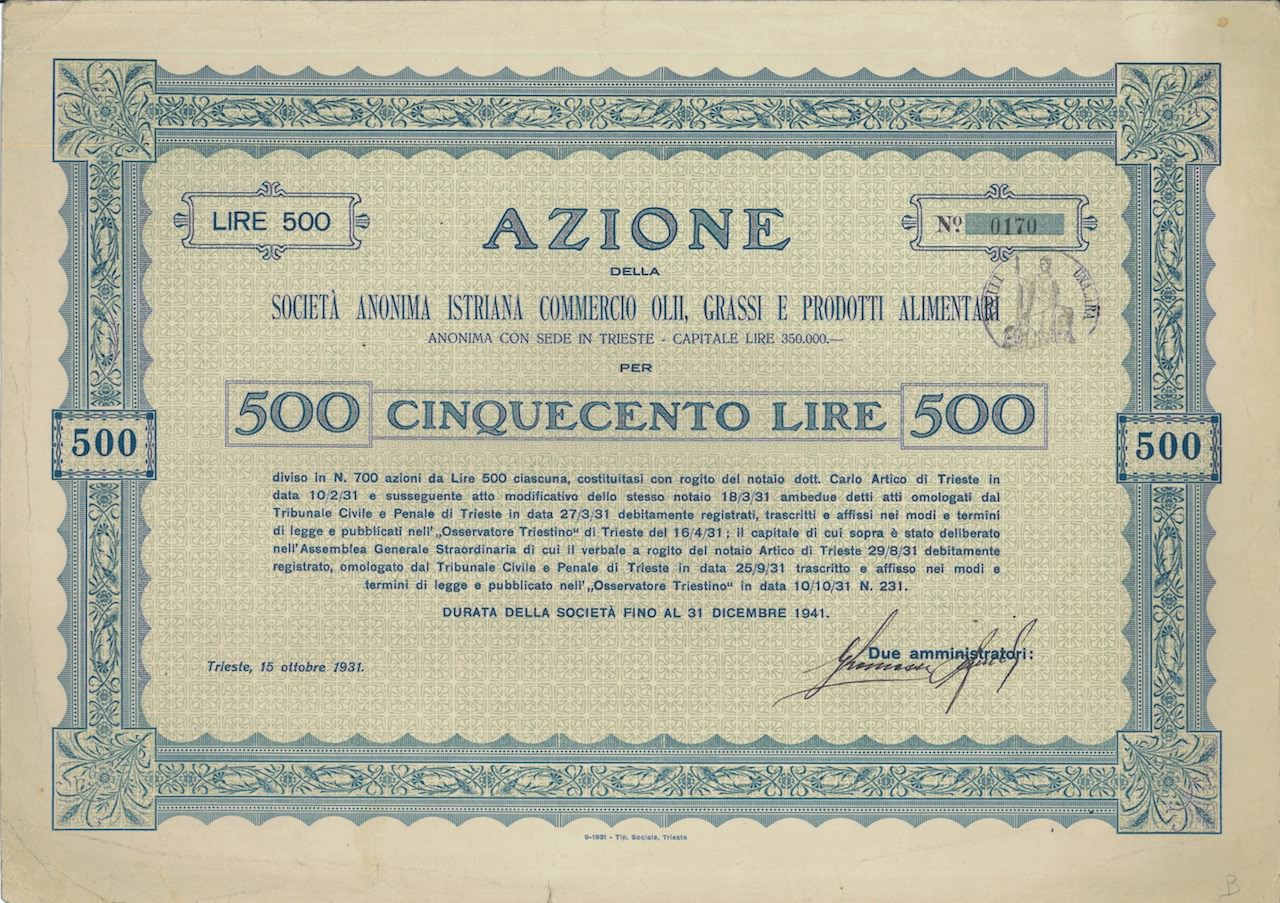 LIRE 500
AZIONE
Nº. 0170
DELLA
SOCIETÀ ANONIMA ISTRIANA COMMERCIO OLII, GRASSI E PRODOTTI ALIMENTARI
UNA LIRA
ANONIMA CON SEDE IN TRIESTE - CAPITALE LIRE 350.000.—
PER
500 CINQUECENTO LIRE 500
500
500
diviso in N. 700 azioni da Lire 500 ciascuna, costituitasi con rogito del notaio dott. Carlo Artico di Trieste in
data 10/2/31 e susseguente atto modificativo dello stesso notaio 18/3/31 ambedue detti atti omologati dal
Tribunale Civile e Penale di Trieste in data 27/3/31 debitamente registrati, trascritti e affissi nei modi e termini
di legge e pubblicati nell'„Osservatore Triestino" di Trieste del 16/4/31 ; il capitale di cui sopra è stato deliberato
nell'Assemblea Generale Straordinaria di cui il verbale a rogito del notaio Artico di Trieste 29/8/31 debitamente
registrato, omologato dal Tribunale Civile e Penale di Trieste in data 25/9/31 trascritto e affisso nei modi e
termini di legge e pubblicato nell'„Osservatore Triestino" in data 10/10/31 N. 231.
DURATA DELLA SOCIETÀ FINO AL 31 DICEMBRE 1941.
Due amministratori:
Trieste, 15 ottobre 1931.
9-1931 - Tip. Sociale, Trieste
B